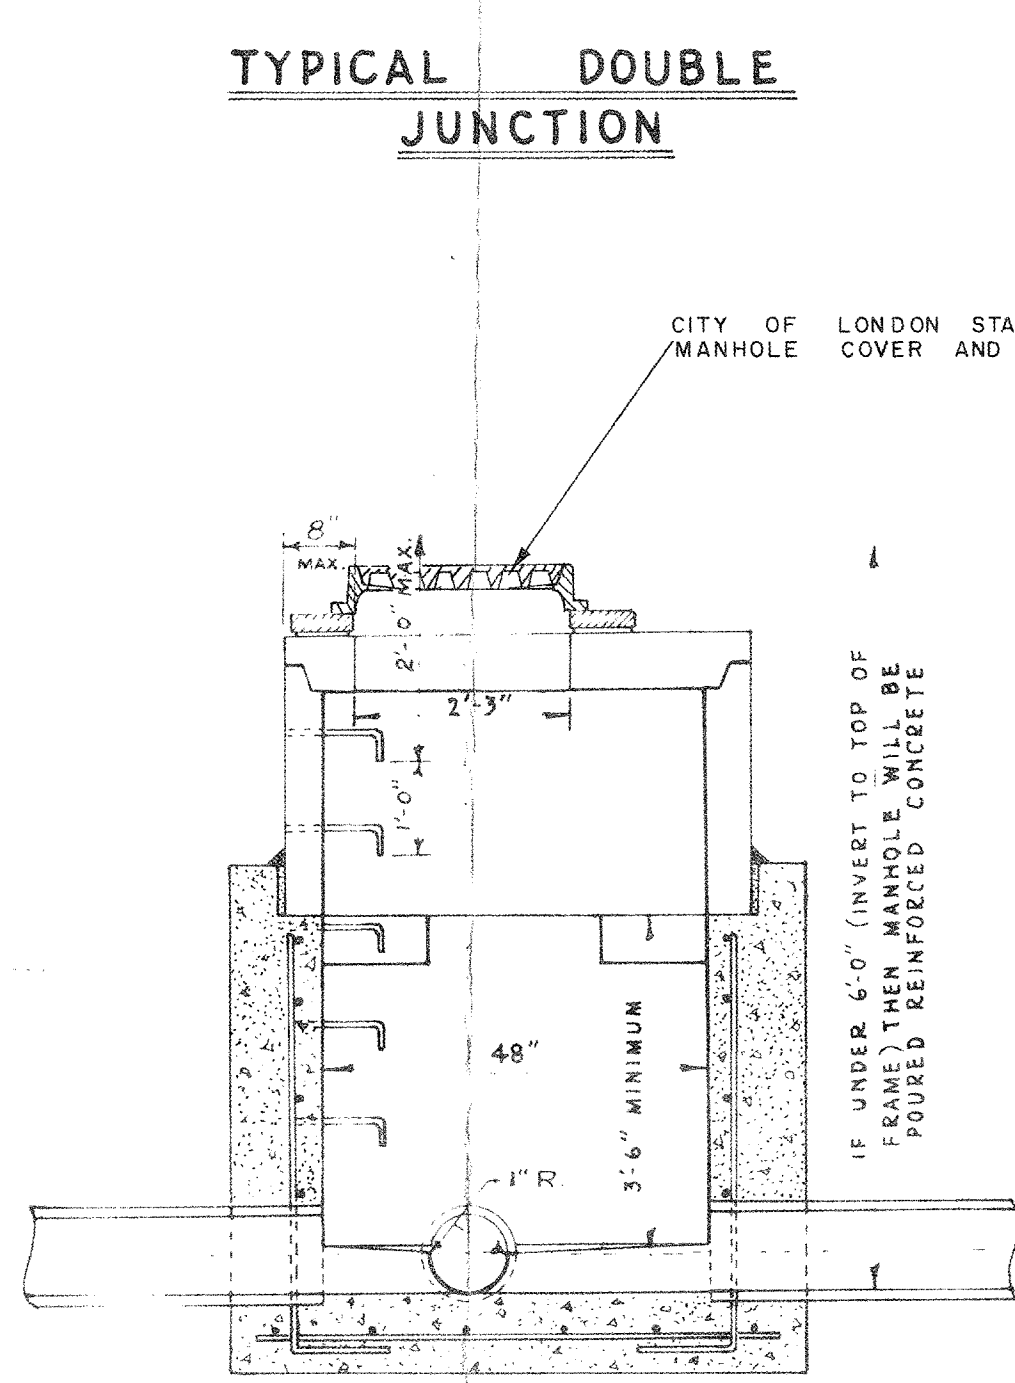 TYPICAL DOUBLE
JUNCTION
CITY OF LONDON STA
MANHOLE COVER AND
8"
MAX.
2'-0" MAX.
2'-3"
1'-0"
48"
3'-6" MINIMUM
1" R.
IF UNDER 6'-0" (INVERT TO TOP OF
FRAME) THEN MANHOLE WILL BE
POURED REINFORCED CONCRETE